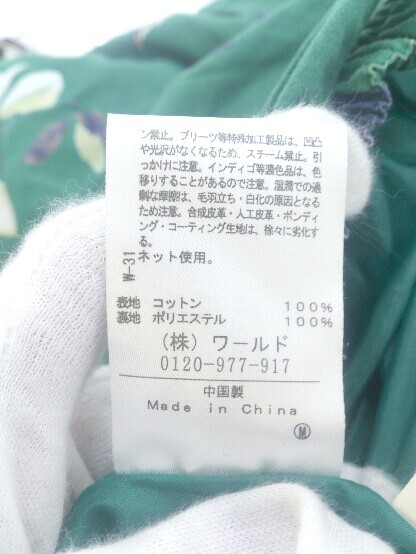 ン禁止。プリーツ等特殊加工製品は、凹凸
や光沢がなくなるため、スチーム禁止。引
っかけに注意。インディゴ等濃色品は、色
移りすることがあるので注意。湿潤での過
剰な摩擦は、毛羽立ち・白化の原因となる
ため注意。合成皮革・人工皮革・ボンディ
ング・コーティング生地は、徐々に劣化す
る。
ネット使用。
W-31
表地 コットン 100%
裏地 ポリエステル 100%
(株) ワールド
0120-977-917
中国製
Made in China
M